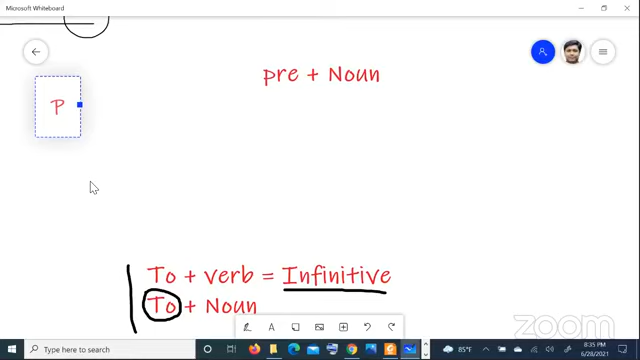 Microsoft Whiteboard
pre + Noun
P
To + verb = Infinitive
To + Noun
zoom
Type here to search
85°F
8:35 PM
6/28/2021